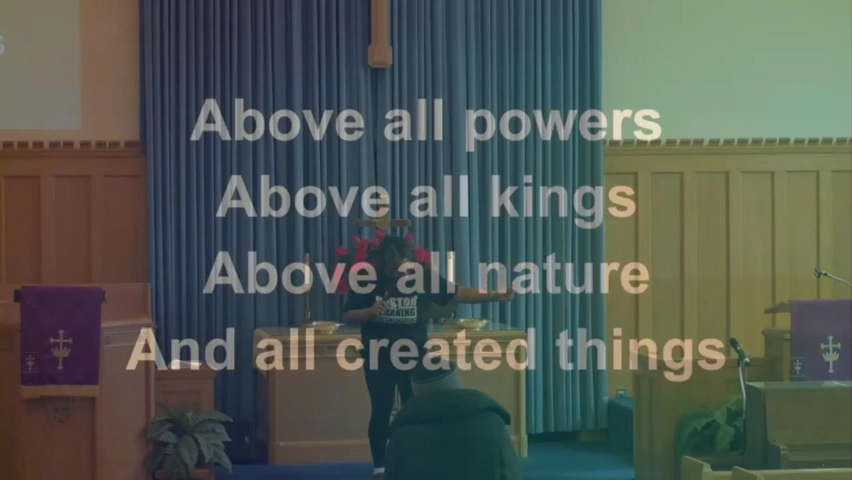 Above all powers
Above all kings
Above all nature
And all created things